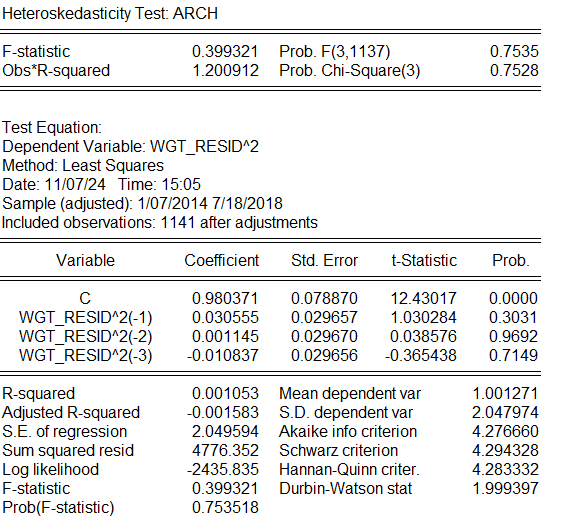 Heteroskedasticity Test: ARCH
F-statistic 0.399321 Prob. F(3,1137) 0.7535
Obs*R-squared 1.200912 Prob. Chi-Square(3) 0.7528
Test Equation:
Dependent Variable: WGT_RESID^2
Method: Least Squares
Date: 11/07/24 Time: 15:05
Sample (adjusted): 1/07/2014 7/18/2018
Included observations: 1141 after adjustments
Variable Coefficient Std. Error t-Statistic Prob.
C 0.980371 0.078870 12.43017 0.0000
WGT_RESID^2(-1) 0.030555 0.029657 1.030284 0.3031
WGT_RESID^2(-2) 0.001145 0.029670 0.038576 0.9692
WGT_RESID^2(-3) -0.010837 0.029656 -0.365438 0.7149
R-squared 0.001053 Mean dependent var 1.001271
Adjusted R-squared -0.001583 S.D. dependent var 2.047974
S.E. of regression 2.049594 Akaike info criterion 4.276660
Sum squared resid 4776.352 Schwarz criterion 4.294328
Log likelihood -2435.835 Hannan-Quinn criter. 4.283332
F-statistic 0.399321 Durbin-Watson stat 1.999397
Prob(F-statistic) 0.753518